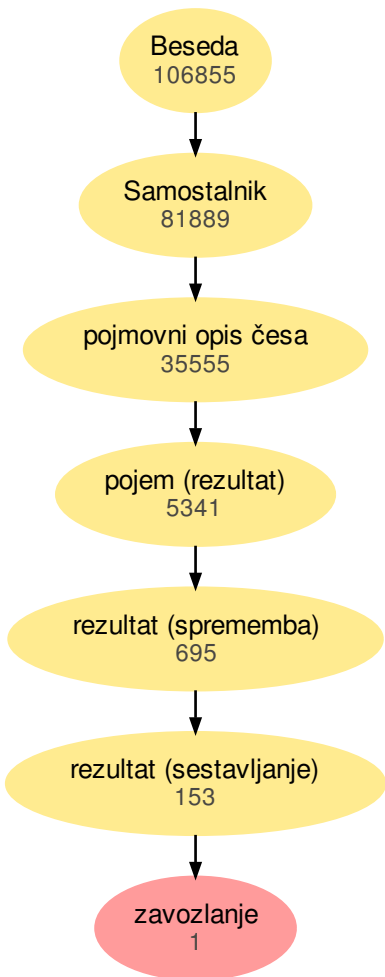 Beseda
106855
Samostalnik
81889
pojmovni opis česa
35555
pojem (rezultat)
5341
rezultat (sprememba)
695
rezultat (sestavljanje)
153
zavozlanje
1